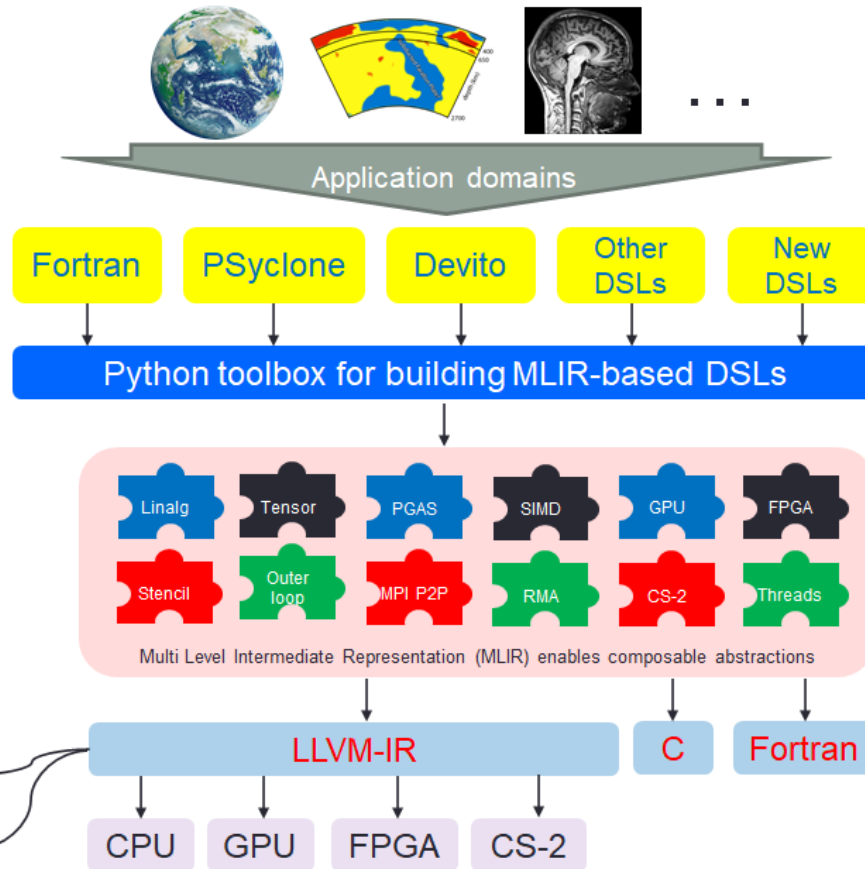 400
650
depth (km)
2700
Application domains
Fortran
PSyclone
Devito
Other
DSLs
New
DSLs
Python toolbox for building MLIR-based DSLs
Linalg
Tensor
PGAS
SIMD
GPU
FPGA
Stencil
Outer
loop
MPI P2P
RMA
CS-2
Threads
Multi Level Intermediate Representation (MLIR) enables composable abstractions
LLVM-IR
C
Fortran
CPU
GPU
FPGA
CS-2